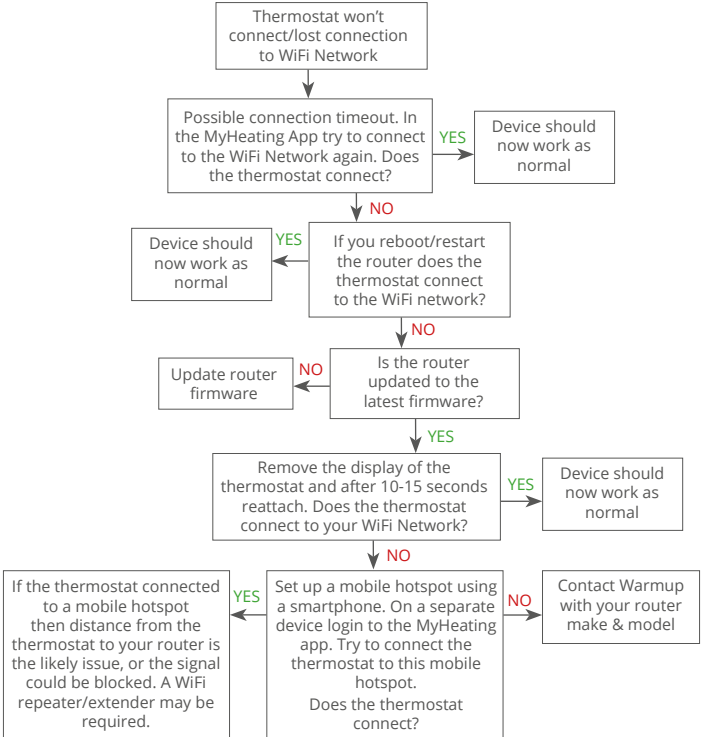 Thermostat won’t
connect/lost connection
to WiFi Network
Possible connection timeout. In
the MyHeating App try to connect
to the WiFi Network again. Does
the thermostat connect?
YES
Device should
now work as
normal
NO
If you reboot/restart
the router does the
thermostat connect
to the WiFi network?
YES
Device should
now work as
normal
NO
Is the router
updated to the
latest firmware?
NO
Update router
firmware
YES
Remove the display of the
thermostat and after 10-15 seconds
reattach. Does the thermostat
connect to your WiFi Network?
YES
Device should
now work as
normal
NO
Set up a mobile hotspot using
a smartphone. On a separate
device login to the MyHeating
app. Try to connect the
thermostat to this mobile
hotspot.
Does the thermostat
connect?
YES
If the thermostat connected
to a mobile hotspot
then distance from the
thermostat to your router is
the likely issue, or the signal
could be blocked. A WiFi
repeater/extender may be
required.
NO
Contact Warmup
with your router
make & model